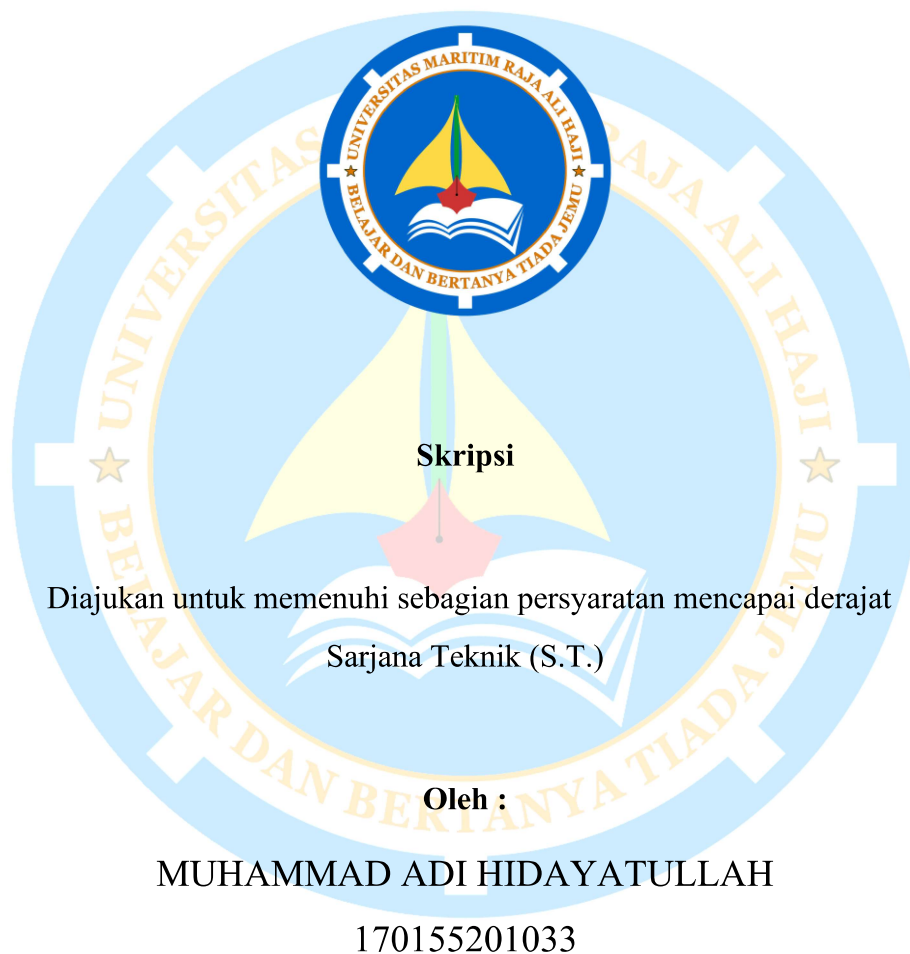 UNIVERSITAS MARITIM RAJA ALI HAJI
BELAJAR DAN BERTANYA TIADA JEMU
Skripsi
Diajukan untuk memenuhi sebagian persyaratan mencapai derajat
Sarjana Teknik (S.T.)
Oleh :
MUHAMMAD ADI HIDAYATULLAH
170155201033